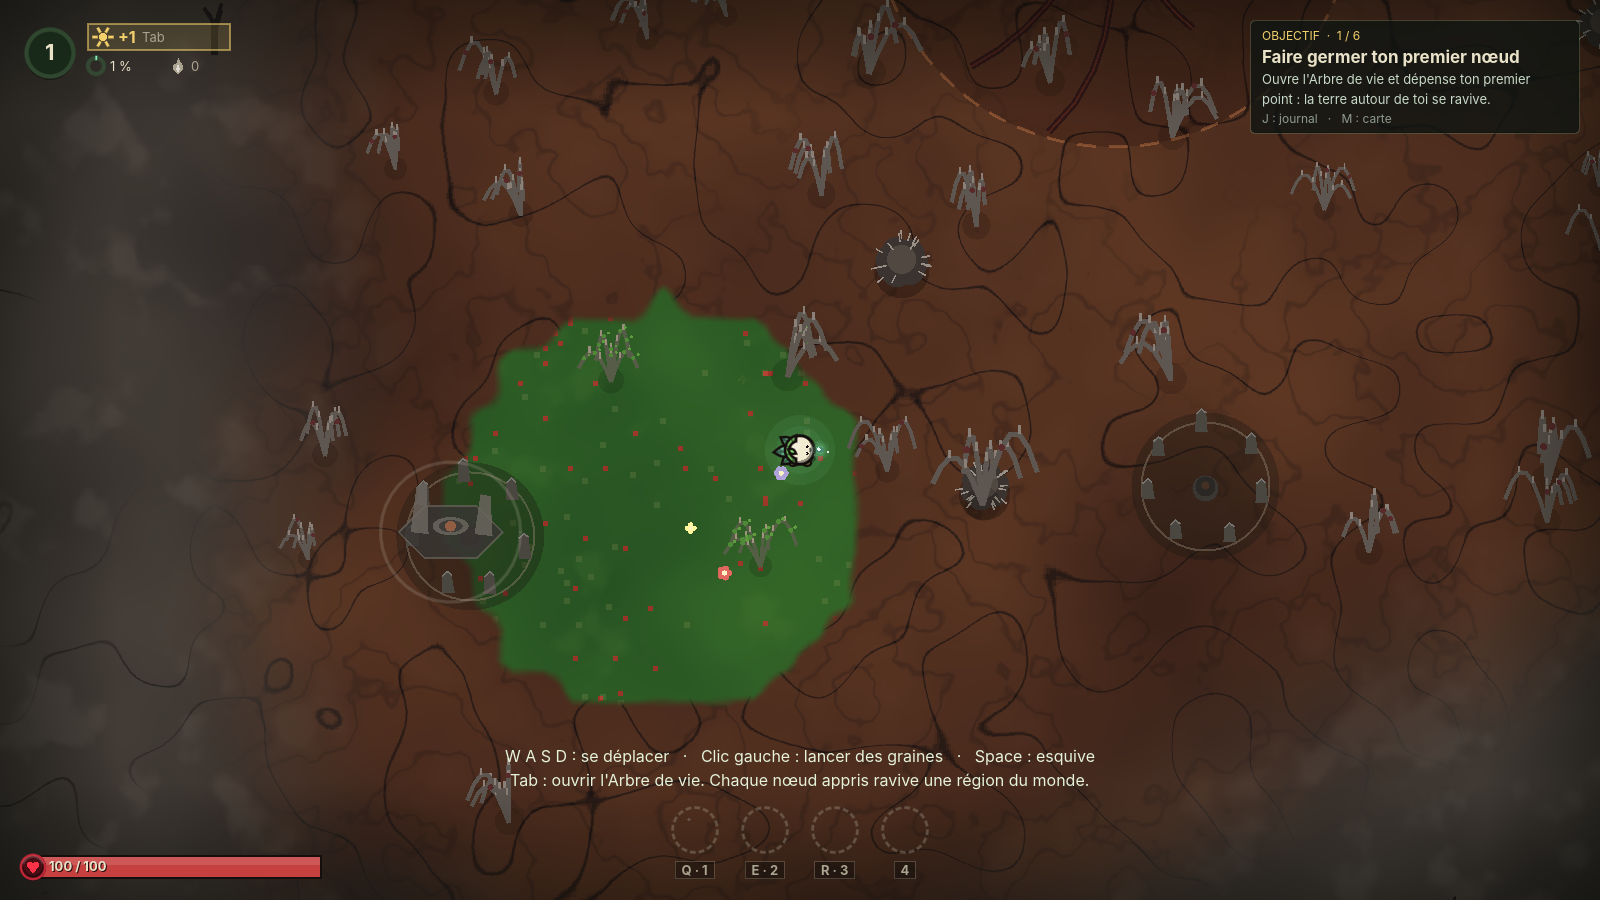 1
+1 Tab
1 %
0
OBJECTIF · 1 / 6
Faire germer ton premier nœud
Ouvre l'Arbre de vie et dépense ton premier
point : la terre autour de toi se ravive.
J : journal · M : carte
W A S D : se déplacer · Clic gauche : lancer des graines · Space : esquive
Tab : ouvrir l'Arbre de vie. Chaque nœud appris ravive une région du monde.
Q · 1
E · 2
R · 3
4
100 / 100